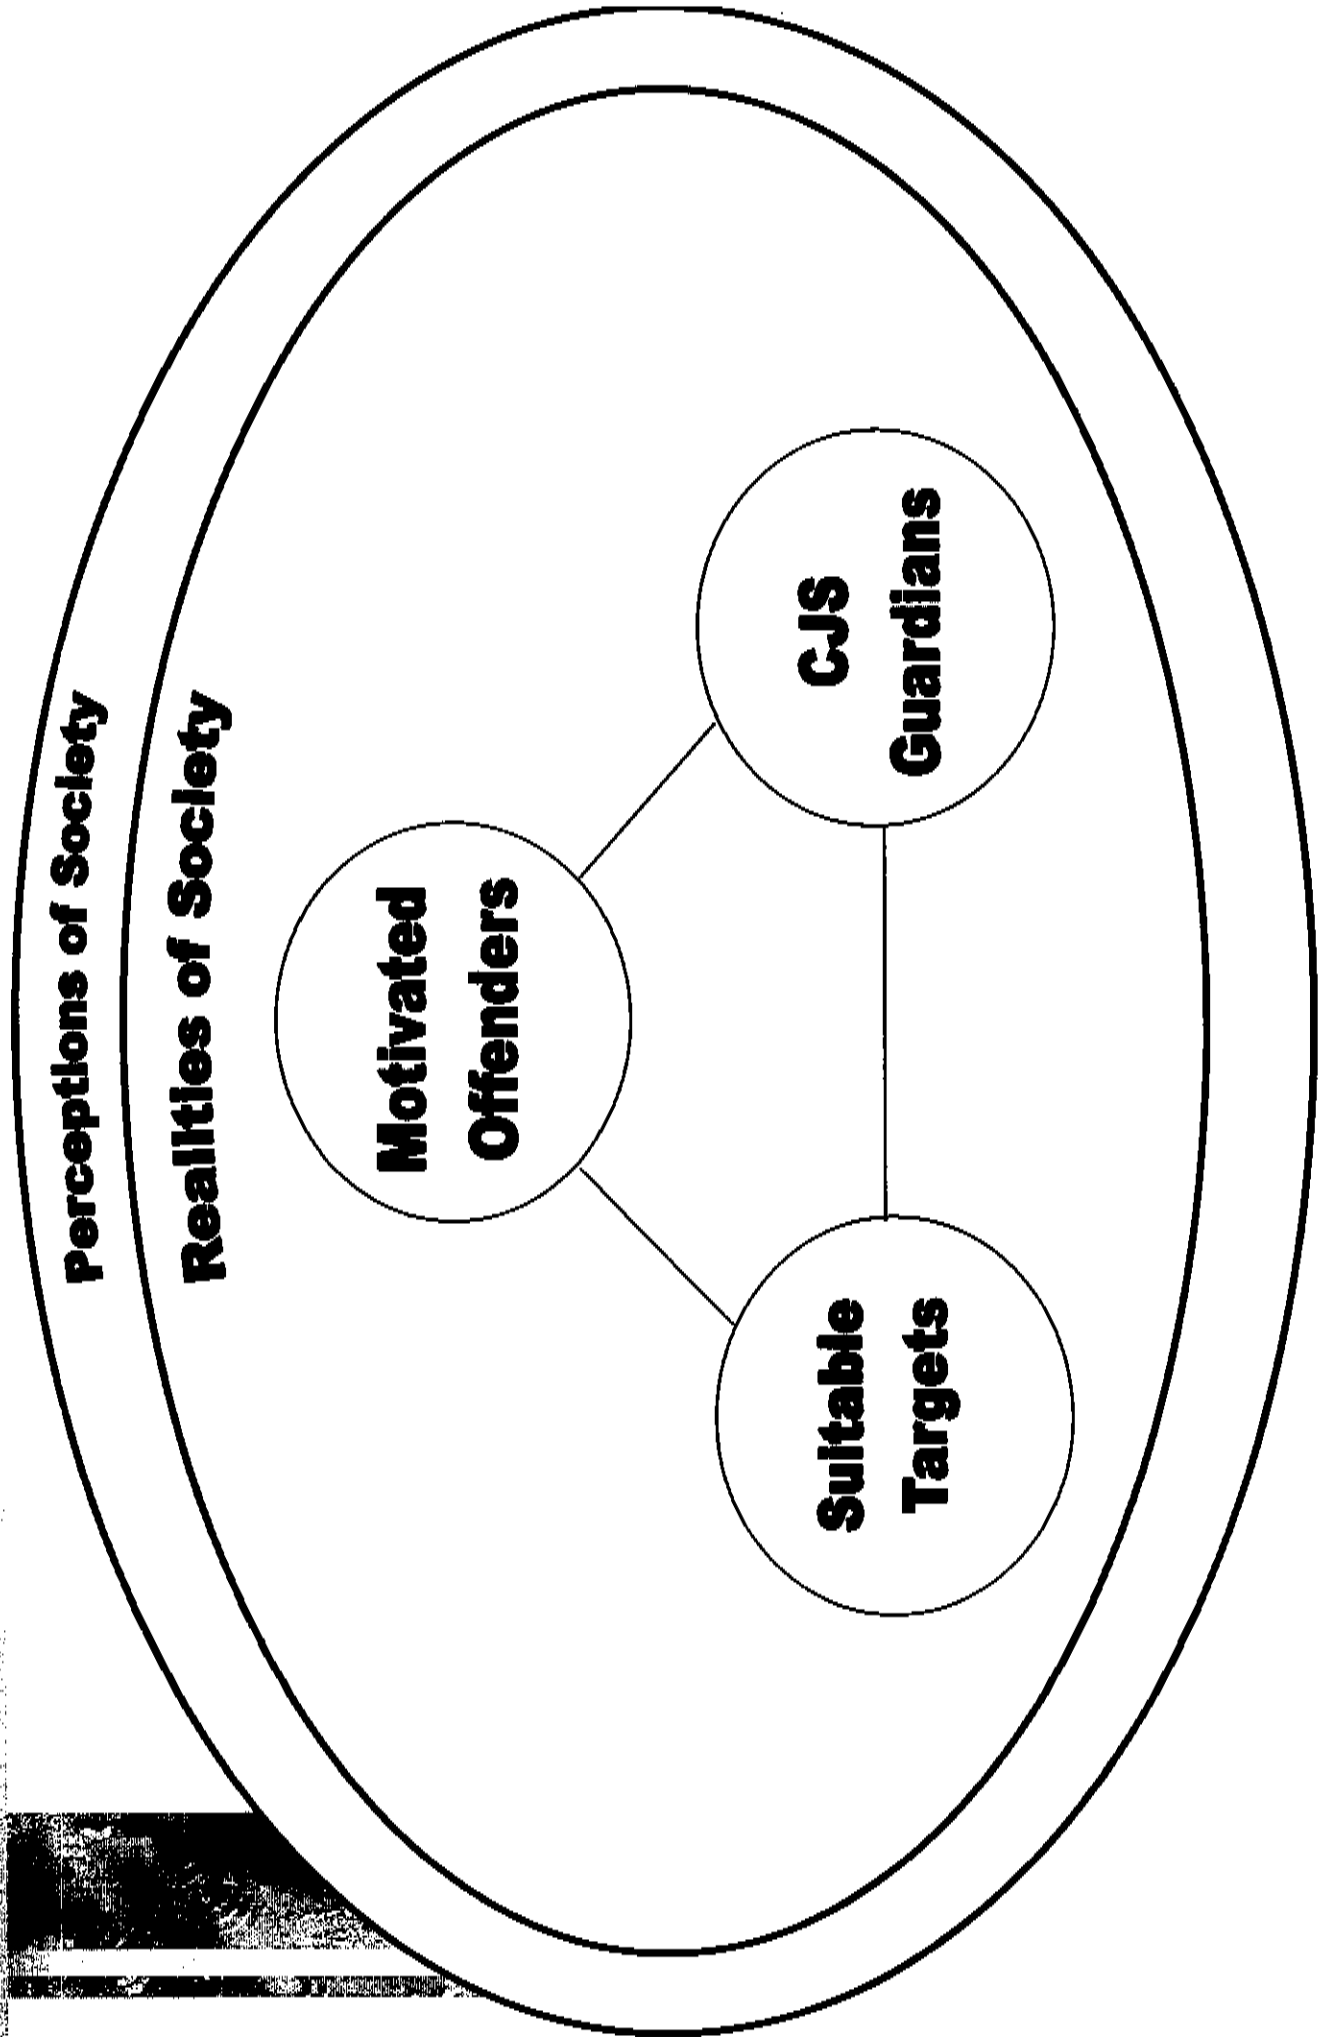 Perceptions of Society
Realities of Society
Motivated
Offenders
Suitable
Targets
CJS
Guardians